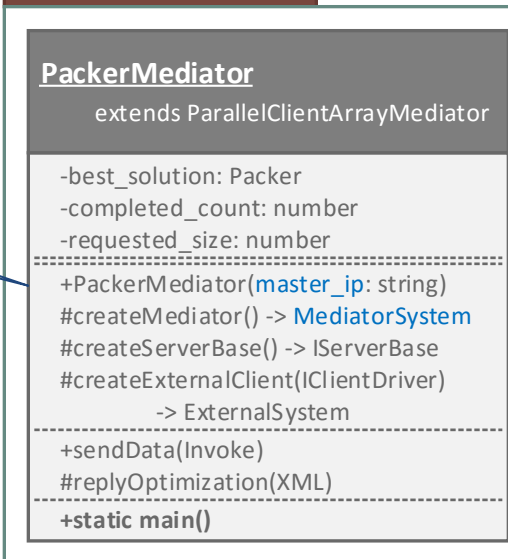 PackerMediator
extends ParallelClientArrayMediator
-best_solution: Packer
-completed_count: number
-requested_size: number
+PackerMediator(master_ip: string)
#createMediator() -> MediatorSystem
#createServerBase() -> IServerBase
#createExternalClient(IClientDriver)
-> ExternalSystem
+sendData(Invoke)
#replyOptimization(XML)
+static main()